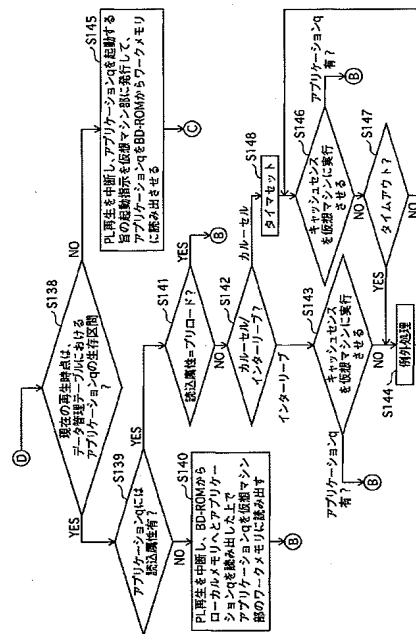 D
S138
現在の再生時点は、
データ管理テーブルにおける
アプリケーションqの生存区間
?
YES
NO
S145
PL再生を中断し、アプリケーションqを起動する
旨の起動指示を仮想マシン部に発行して、
アプリケーションqをBD-ROMからワークメモリ
に読み出させる
C
S139
アプリケーションqには
読込属性有?
YES
NO
S140
PL再生を中断し、BD-ROMから
ローカルメモリへとアプリケー
ションqを読み出した上で
アプリケーションqを仮想マシン
部のワークメモリに読み出す
B
S141
読込属性=プリロード?
YES
B
NO
S142
カルーセル/
インターリーブ?
カルーセル
インターリーブ
S148
タイマセット
S143
キャッシュセンス
を仮想マシンに実行
させる
アプリケーションq
有?
B
NO
S144
例外処理
S146
キャッシュセンス
を仮想マシンに実行
させる
アプリケーションq
有?
B
NO
S147
タイムアウト?
YES
NO